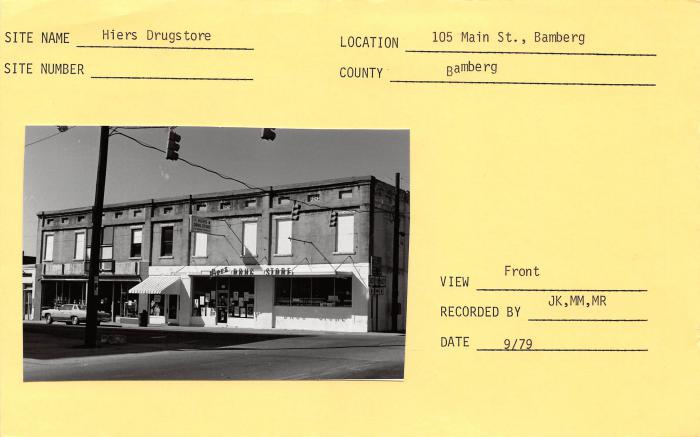 SITE NAME Hiers Drugstore
LOCATION 105 Main St., Bamberg
SITE NUMBER
COUNTY Bamberg
DRUG STORE
VIEW Front
RECORDED BY JK,MM,MR
DATE 9/79